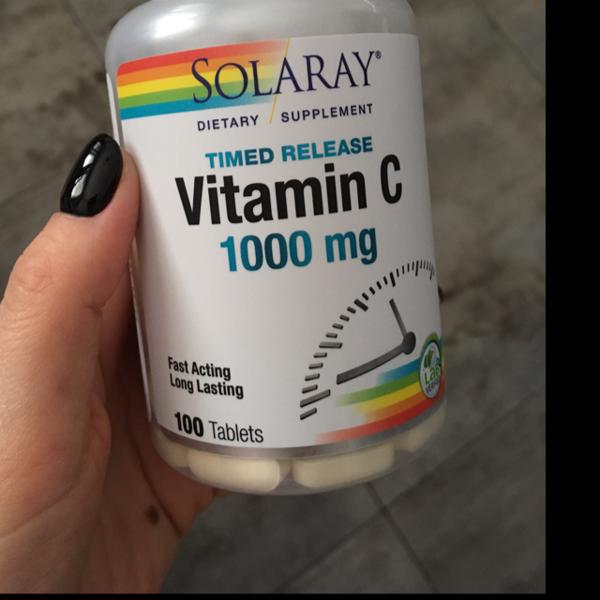 SOLARAY®
DIETARY / SUPPLEMENT
TIMED RELEASE
Vitamin C
1000 mg
Fast Acting
Long Lasting
100 Tablets